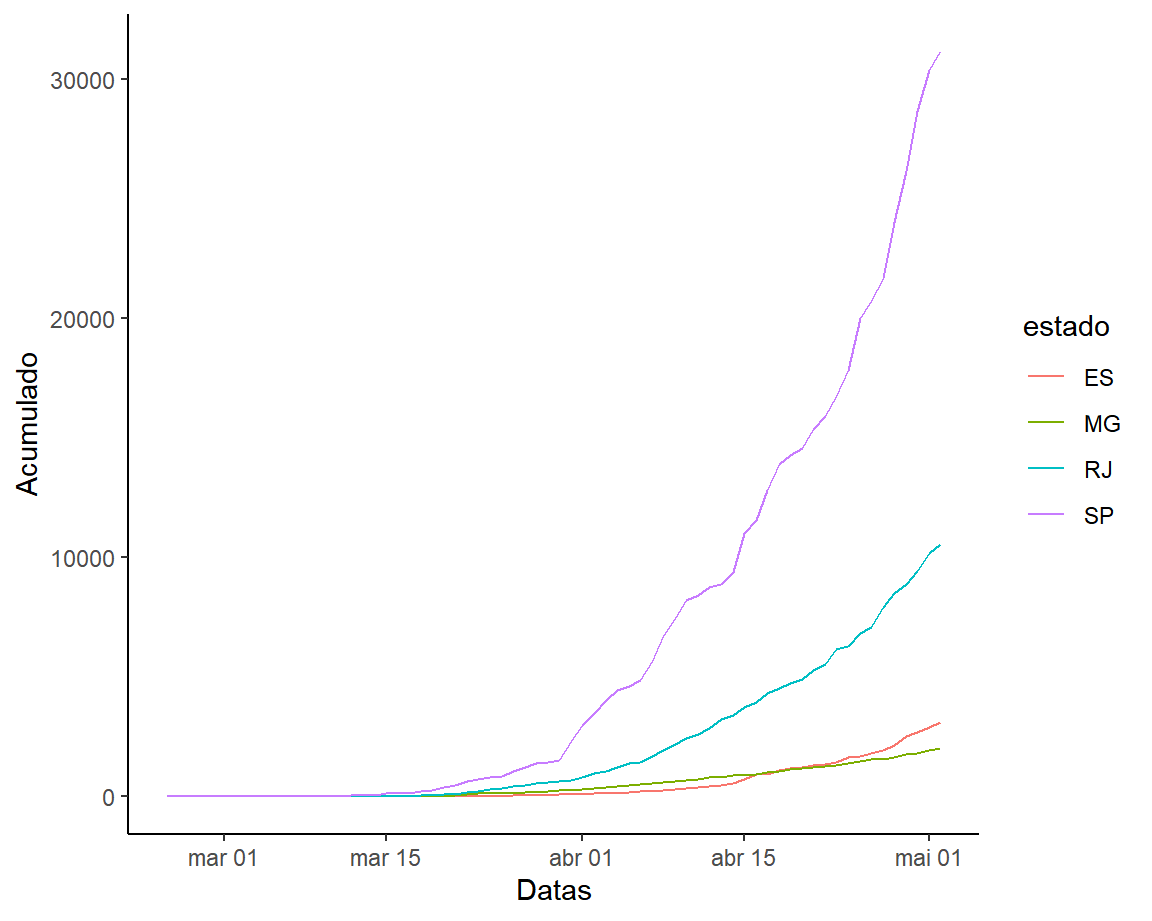 30000
20000
10000
0
Acumulado
mar 01
mar 15
abr 01
abr 15
mai 01
Datas
estado
ES
MG
RJ
SP